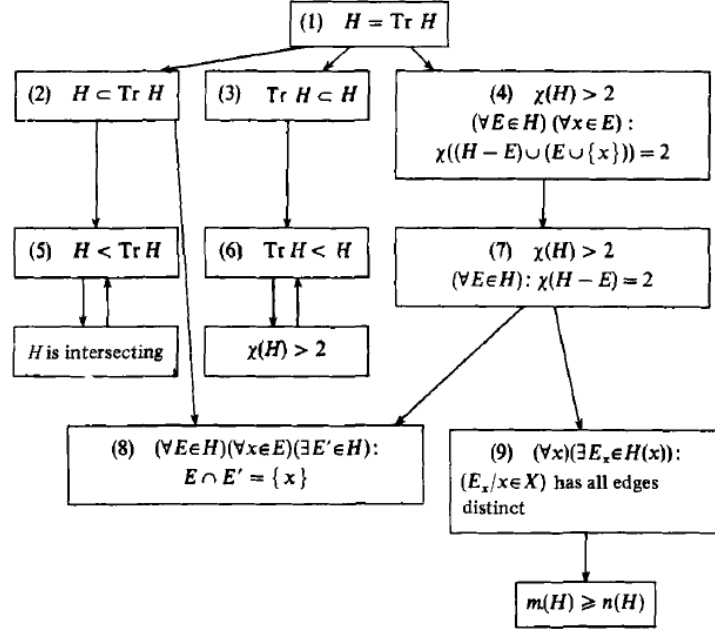 (1) H = Tr H
(2) H ⊂ Tr H
(3) Tr H ⊂ H
(4) χ(H) > 2
(∀E∈H) (∀x∈E) :
χ((H − E) ∪ (E ∪ {x})) = 2
(5) H < Tr H
(6) Tr H < H
(7) χ(H) > 2
(∀E∈H): χ(H − E) = 2
H is intersecting
χ(H) > 2
(8) (∀E∈H)(∀x∈E)(∃E′∈H):
E ∩ E′ = {x}
(9) (∀x)(∃Eₓ∈H(x)):
(Eₓ/x∈X) has all edges
distinct
m(H) ⩾ n(H)